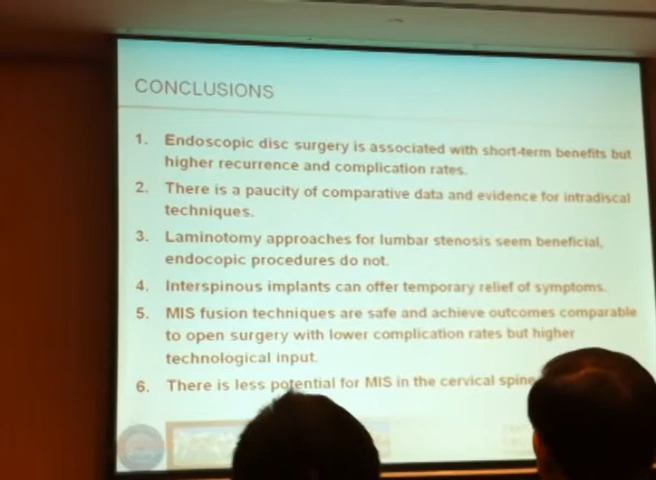 CONCLUSIONS
1. Endoscopic disc surgery is associated with short-term benefits but
higher recurrence and complication rates.
2. There is a paucity of comparative data and evidence for intradiscal
techniques.
3. Laminotomy approaches for lumbar stenosis seem beneficial,
endocopic procedures do not.
4. Interspinous implants can offer temporary relief of symptoms.
5. MIS fusion techniques are safe and achieve outcomes comparable
to open surgery with lower complication rates but higher
technological input.
6. There is less potential for MIS in the cervical spine